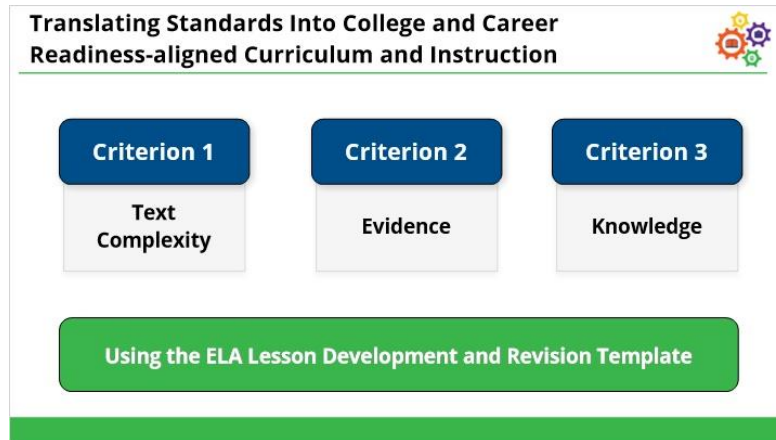 Translating Standards Into College and Career
Readiness-aligned Curriculum and Instruction
Criterion 1
Text
Complexity
Criterion 2
Evidence
Criterion 3
Knowledge
Using the ELA Lesson Development and Revision Template